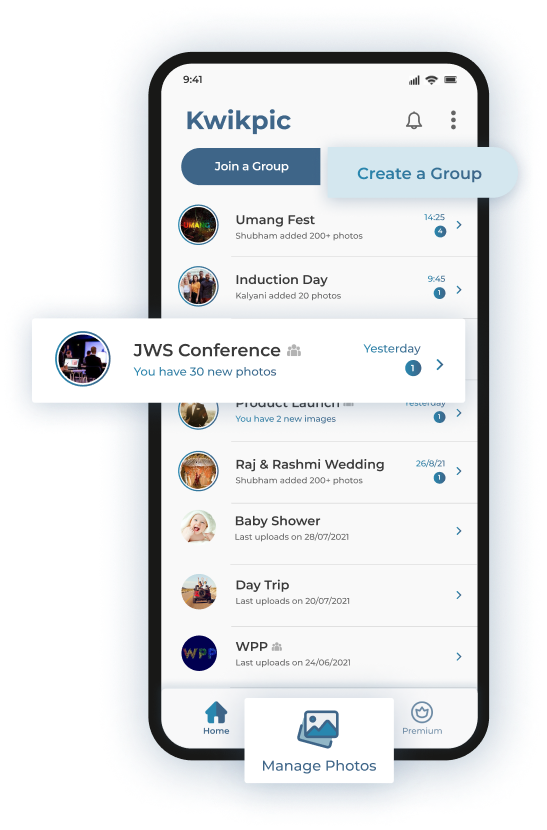 9:41
Kwikpic
Join a Group
Create a Group
UMANG
Umang Fest
14:25
Shubham added 200+ photos
4
Induction Day
9:45
Kalyani added 20 photos
1
JWS Conference
Yesterday
You have 30 new photos
1
Product Launch
Yesterday
You have 2 new images
1
Raj & Rashmi Wedding
26/8/21
Shubham added 200+ photos
1
Baby Shower
Last uploads on 28/07/2021
Day Trip
Last uploads on 20/07/2021
WPP
WPP
Last uploads on 24/06/2021
Home
Manage Photos
Premium